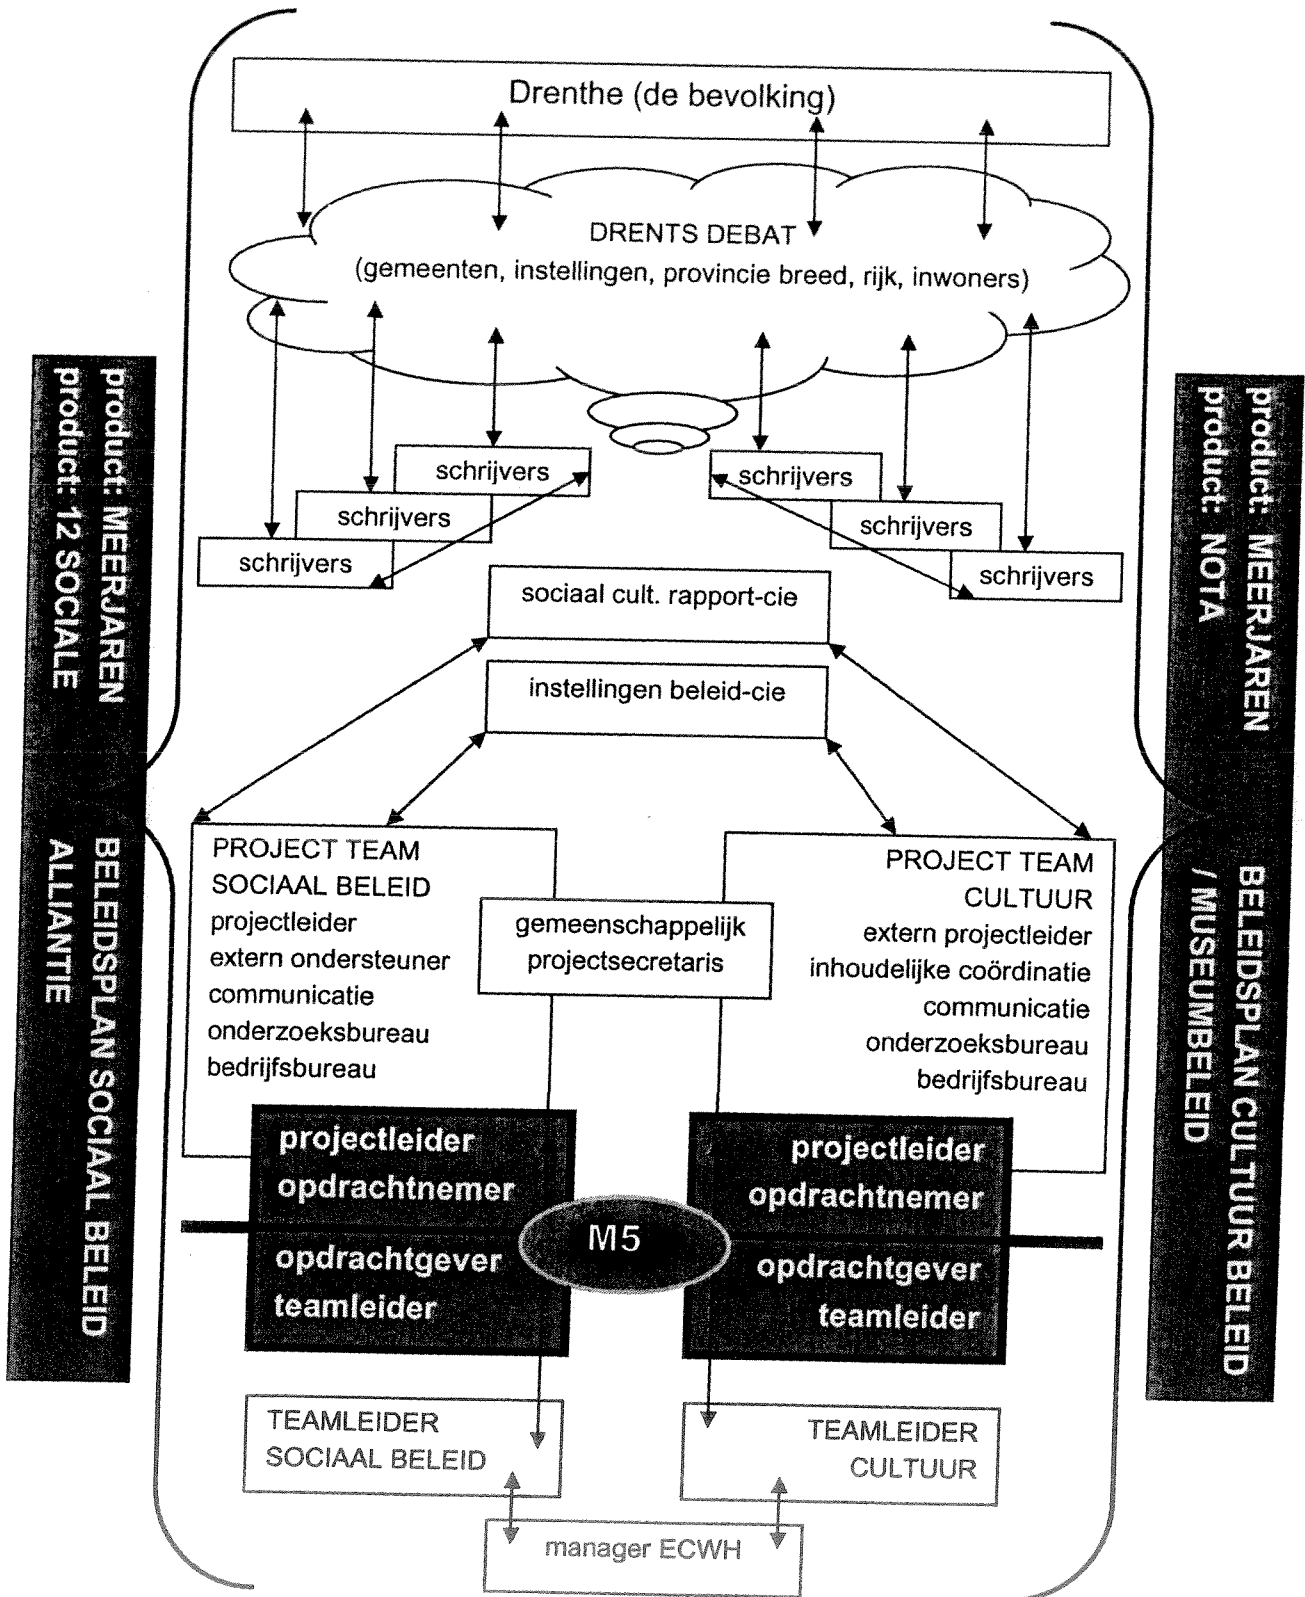 Drenthe (de bevolking)
DRENTS DEBAT
(gemeenten, instellingen, provincie breed, rijk, inwoners)
schrijvers
schrijvers
schrijvers
schrijvers
schrijvers
schrijvers
sociaal cult. rapport-cie
instellingen beleid-cie
product: MEERJAREN BELEIDSPLAN SOCIAAL BELEID
product: 12 SOCIALE ALLIANTIE
product: MEERJAREN BELEIDSPLAN CULTUUR BELEID
product: NOTA / MUSEUMBELEID
PROJECT TEAM
SOCIAAL BELEID
projectleider
extern ondersteuner
communicatie
onderzoeksbureau
bedrijfsbureau
gemeenschappelijk
projectsecretaris
PROJECT TEAM
CULTUUR
extern projectleider
inhoudelijke coördinatie
communicatie
onderzoeksbureau
bedrijfsbureau
projectleider
opdrachtnemer
opdrachtgever
teamleider
M5
projectleider
opdrachtnemer
opdrachtgever
teamleider
TEAMLEIDER
SOCIAAL BELEID
TEAMLEIDER
CULTUUR
manager ECWH